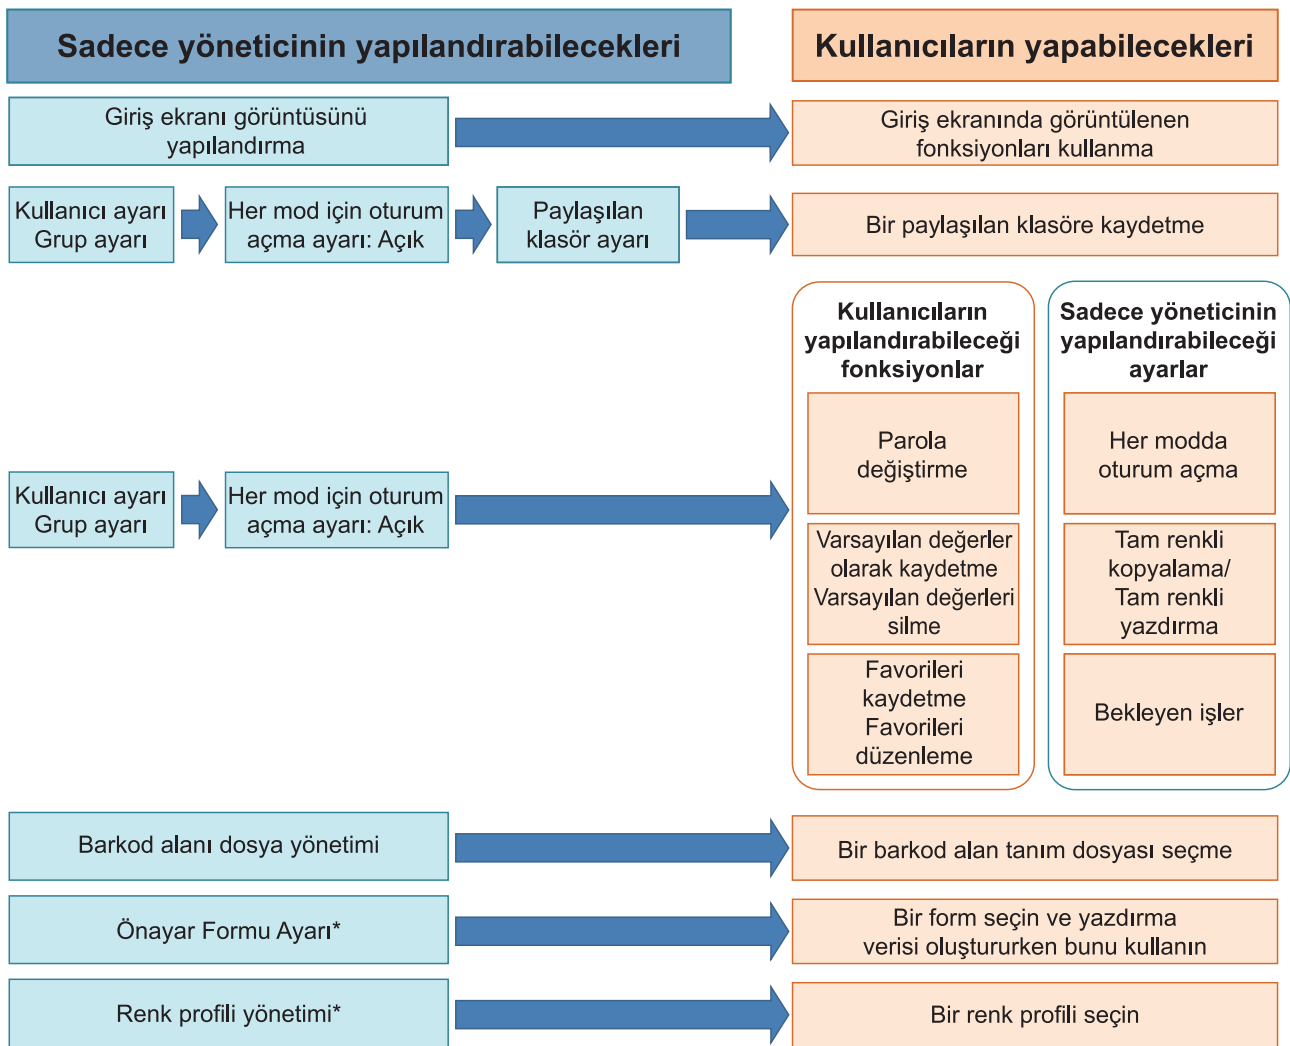 Sadece yöneticinin yapılandırabilecekleri
Kullanıcıların yapabilecekleri
Giriş ekranı görüntüsünü
yapılandırma
Giriş ekranında görüntülenen
fonksiyonları kullanma
Kullanıcı ayarı
Grup ayarı
Her mod için oturum
açma ayarı: Açık
Paylaşılan
klasör ayarı
Bir paylaşılan klasöre kaydetme
Kullanıcı ayarı
Grup ayarı
Her mod için oturum
açma ayarı: Açık
Kullanıcıların
yapılandırabileceği
fonksiyonlar
Parola
değiştirme
Varsayılan değerler
olarak kaydetme
Varsayılan değerleri
silme
Favorileri
kaydetme
Favorileri
düzenleme
Sadece yöneticinin
yapılandırabileceği
ayarlar
Her modda
oturum açma
Tam renkli
kopyalama/
Tam renkli
yazdırma
Bekleyen işler
Barkod alanı dosya yönetimi
Bir barkod alan tanım dosyası seçme
Önayar Formu Ayarı*
Bir form seçin ve yazdırma
verisi oluştururken bunu kullanın
Renk profili yönetimi*
Bir renk profili seçin